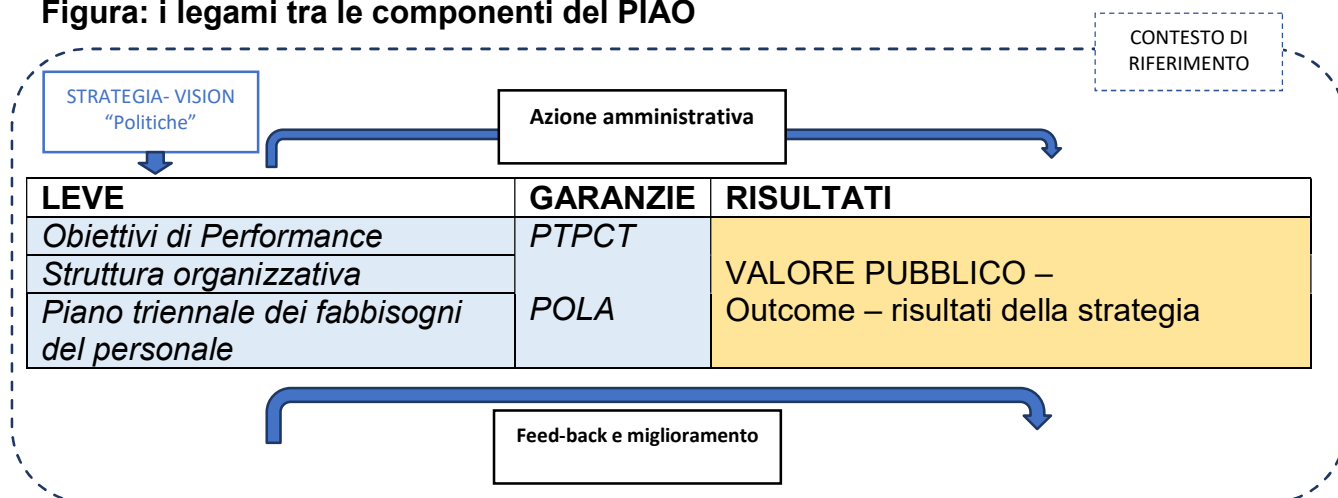 Figura: i legami tra le componenti del PIAO
CONTESTO DI
RIFERIMENTO
STRATEGIA- VISION
“Politiche”
Azione amministrativa
LEVE GARANZIE RISULTATI
Obiettivi di Performance PTPCT
Struttura organizzativa VALORE PUBBLICO –
Piano triennale dei fabbisogni POLA Outcome – risultati della strategia
del personale
Feed-back e miglioramento